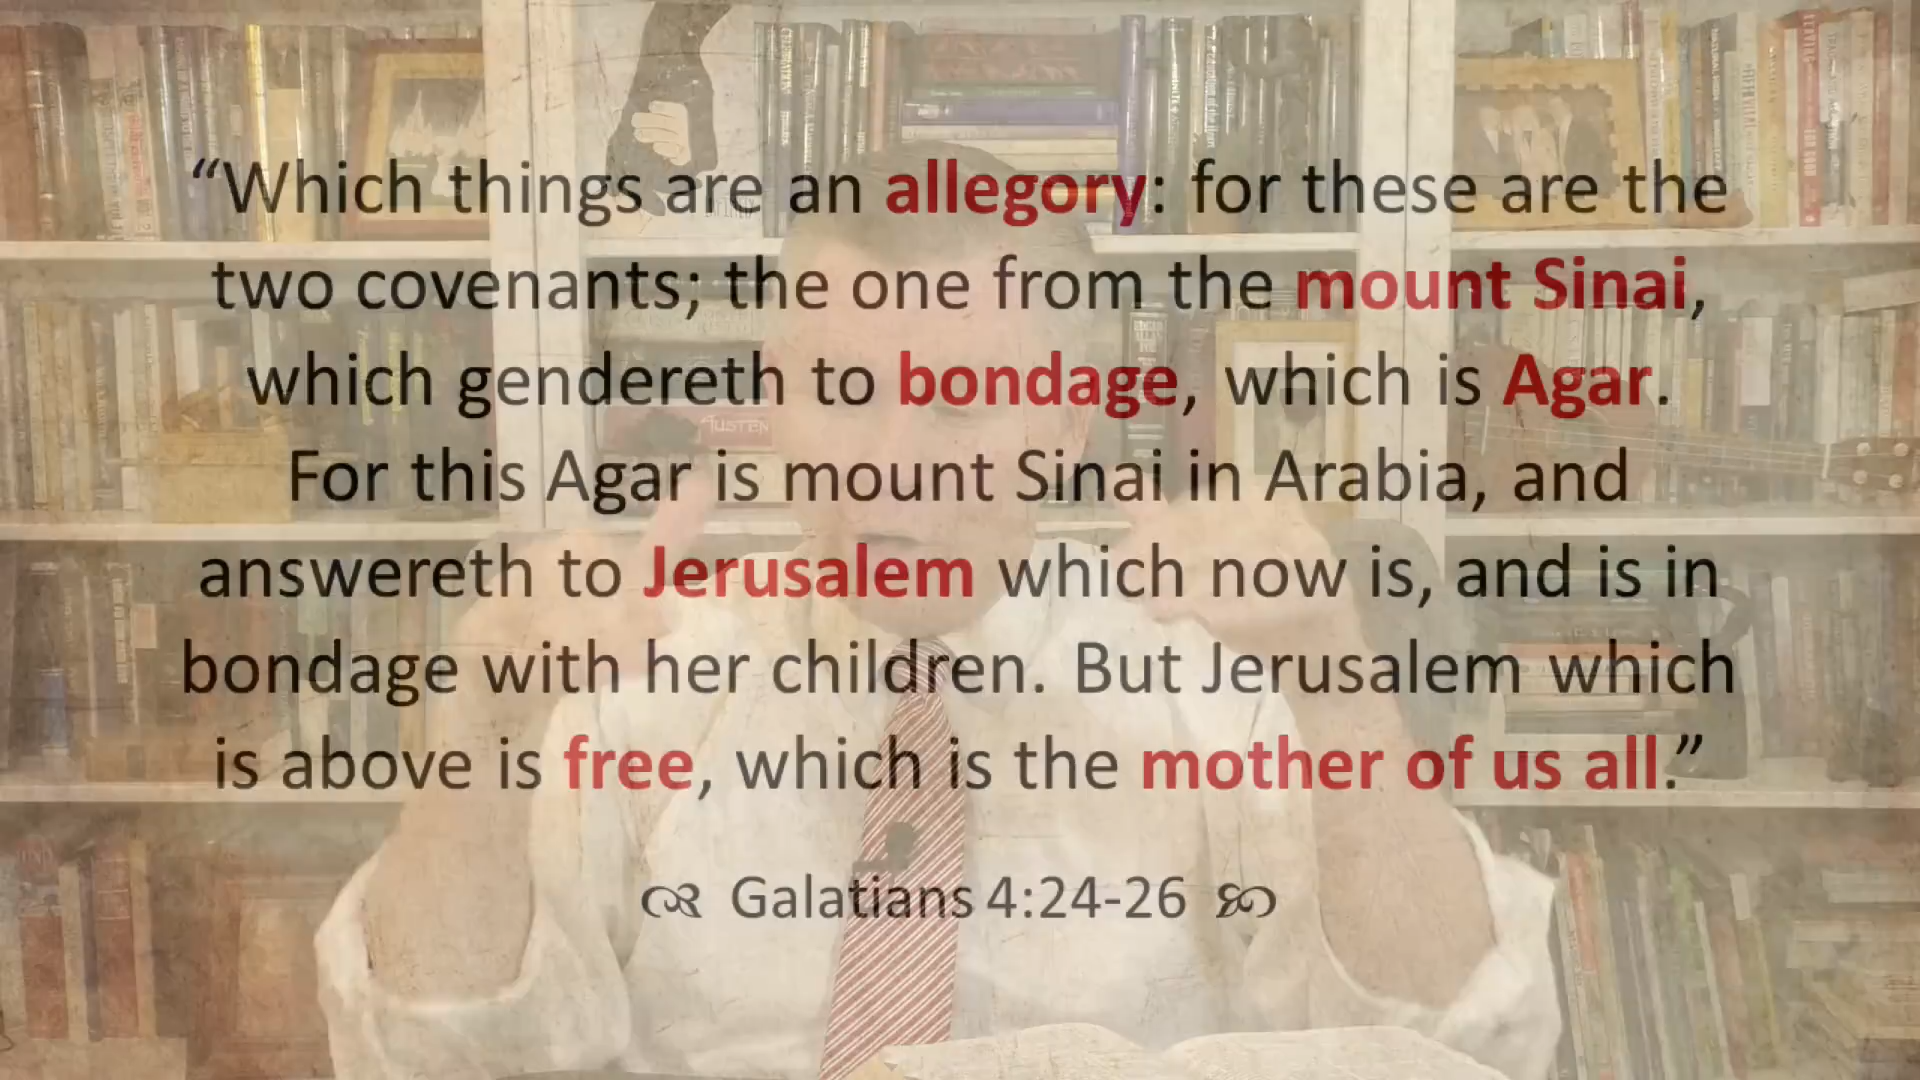 “Which things are an allegory: for these are the
two covenants; the one from the mount Sinai,
which gendereth to bondage, which is Agar.
For this Agar is mount Sinai in Arabia, and
answereth to Jerusalem which now is, and is in
bondage with her children. But Jerusalem which
is above is free, which is the mother of us all.”
Galatians 4:24-26
AUSTEN